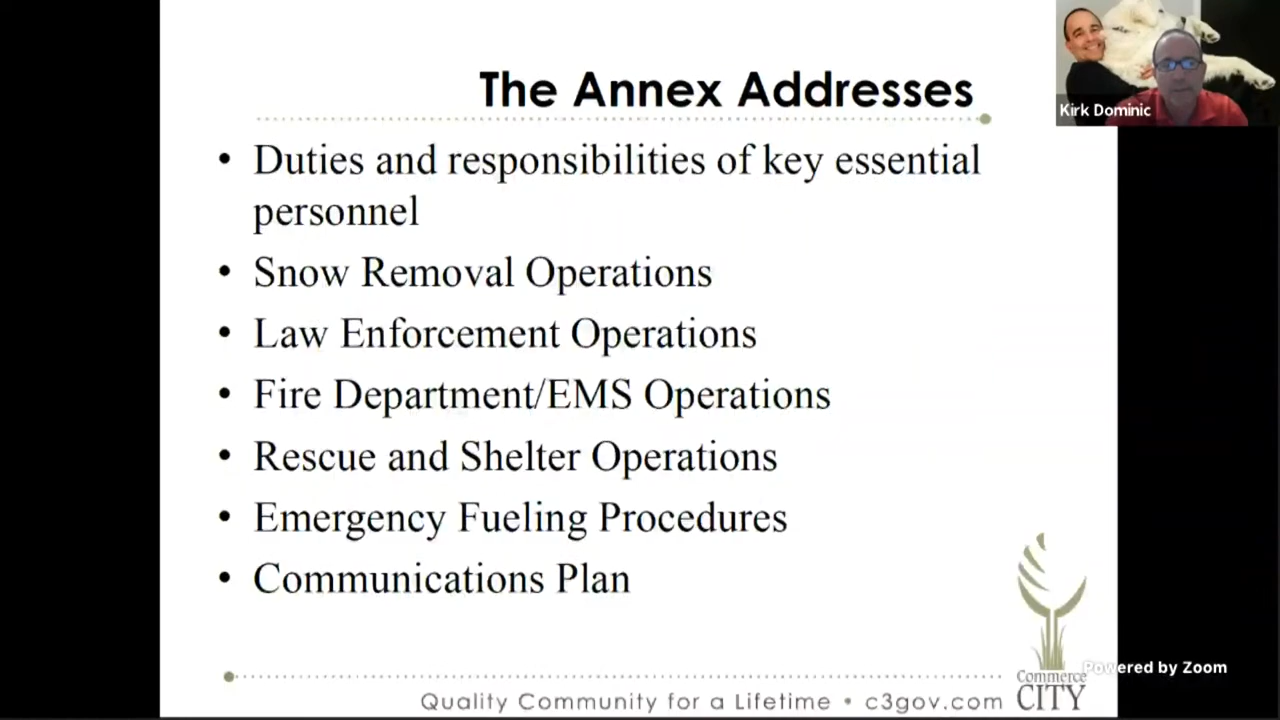 The Annex Addresses
Kirk Dominic
• Duties and responsibilities of key essential
personnel
• Snow Removal Operations
• Law Enforcement Operations
• Fire Department/EMS Operations
• Rescue and Shelter Operations
• Emergency Fueling Procedures
• Communications Plan
Powered by Zoom
Commerce
CITY
Quality Community for a Lifetime • c3gov.com